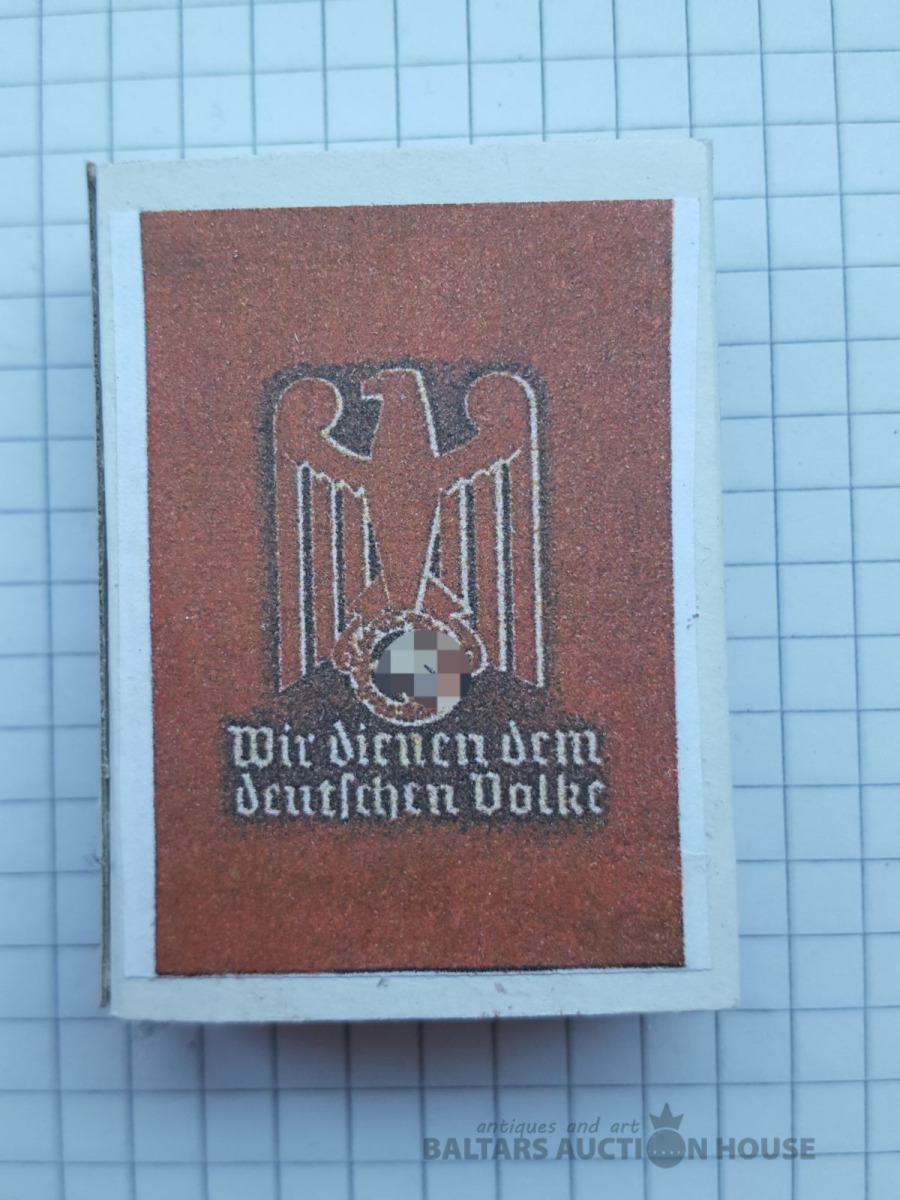 Wir dienen dem
deutschen Volke
antiques and art
BALTARS AUCTION HOUSE